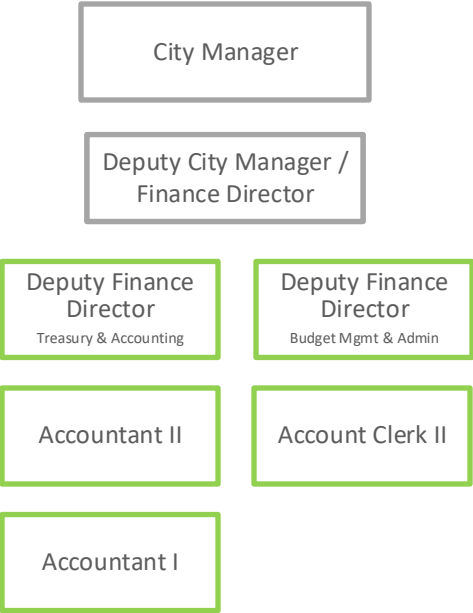 City Manager
Deputy City Manager /
Finance Director
Deputy Finance
Director
Treasury & Accounting
Deputy Finance
Director
Budget Mgmt & Admin
Accountant II
Account Clerk II
Accountant I